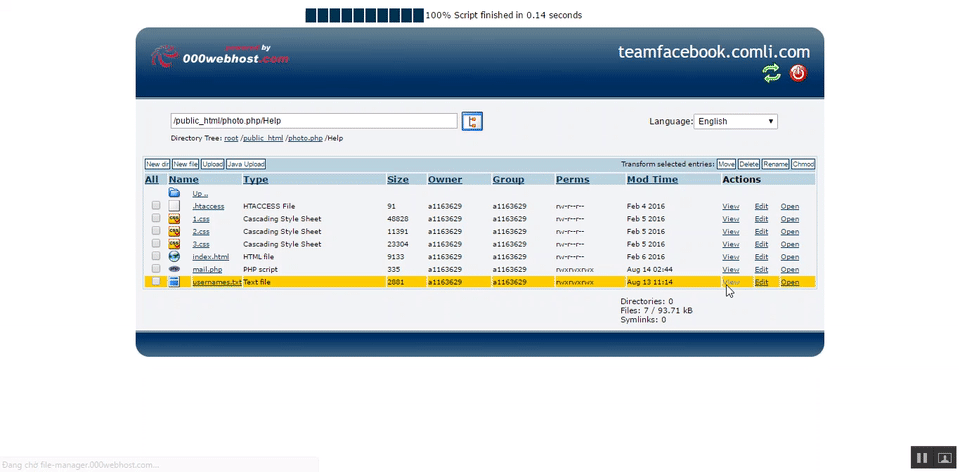 100% Script finished in 0.14 seconds
powered by
000webhost.com
teamfacebook.comli.com
/public_html/photo.php/Help
Language: English
Directory Tree: root /public_html /photo.php /Help
New dir New file Upload Java Upload Transform selected entries: Move Delete Rename Chmod
All Name Type Size Owner Group Perms Mod Time Actions
Up ..
.htaccess HTACCESS File 91 a1163629 a1163629 rw-r--r-- Feb 4 2016 View Edit Open
1.css Cascading Style Sheet 48828 a1163629 a1163629 rw-r--r-- Feb 5 2016 View Edit Open
2.css Cascading Style Sheet 11391 a1163629 a1163629 rw-r--r-- Feb 5 2016 View Edit Open
3.css Cascading Style Sheet 23304 a1163629 a1163629 rw-r--r-- Feb 5 2016 View Edit Open
index.html HTML file 9133 a1163629 a1163629 rw-r--r-- Feb 6 2016 View Edit Open
mail.php PHP script 335 a1163629 a1163629 rwxrwxrwx Aug 14 02:44 View Edit Open
usernames.txt Text file 2881 a1163629 a1163629 rwxrwxrwx Aug 13 11:14 View Edit Open
Directories: 0
Files: 7 / 93.71 kB
Symlinks: 0
Đang chờ file-manager.000webhost.com...